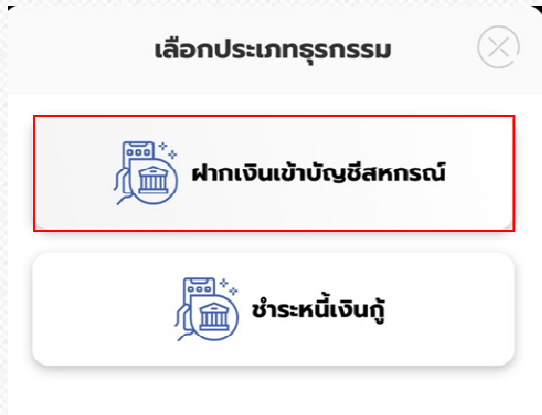 เลือกประเภทธุรกรรม
ฝากเงินเข้าบัญชีสหกรณ์
ชำระหนี้เงินกู้